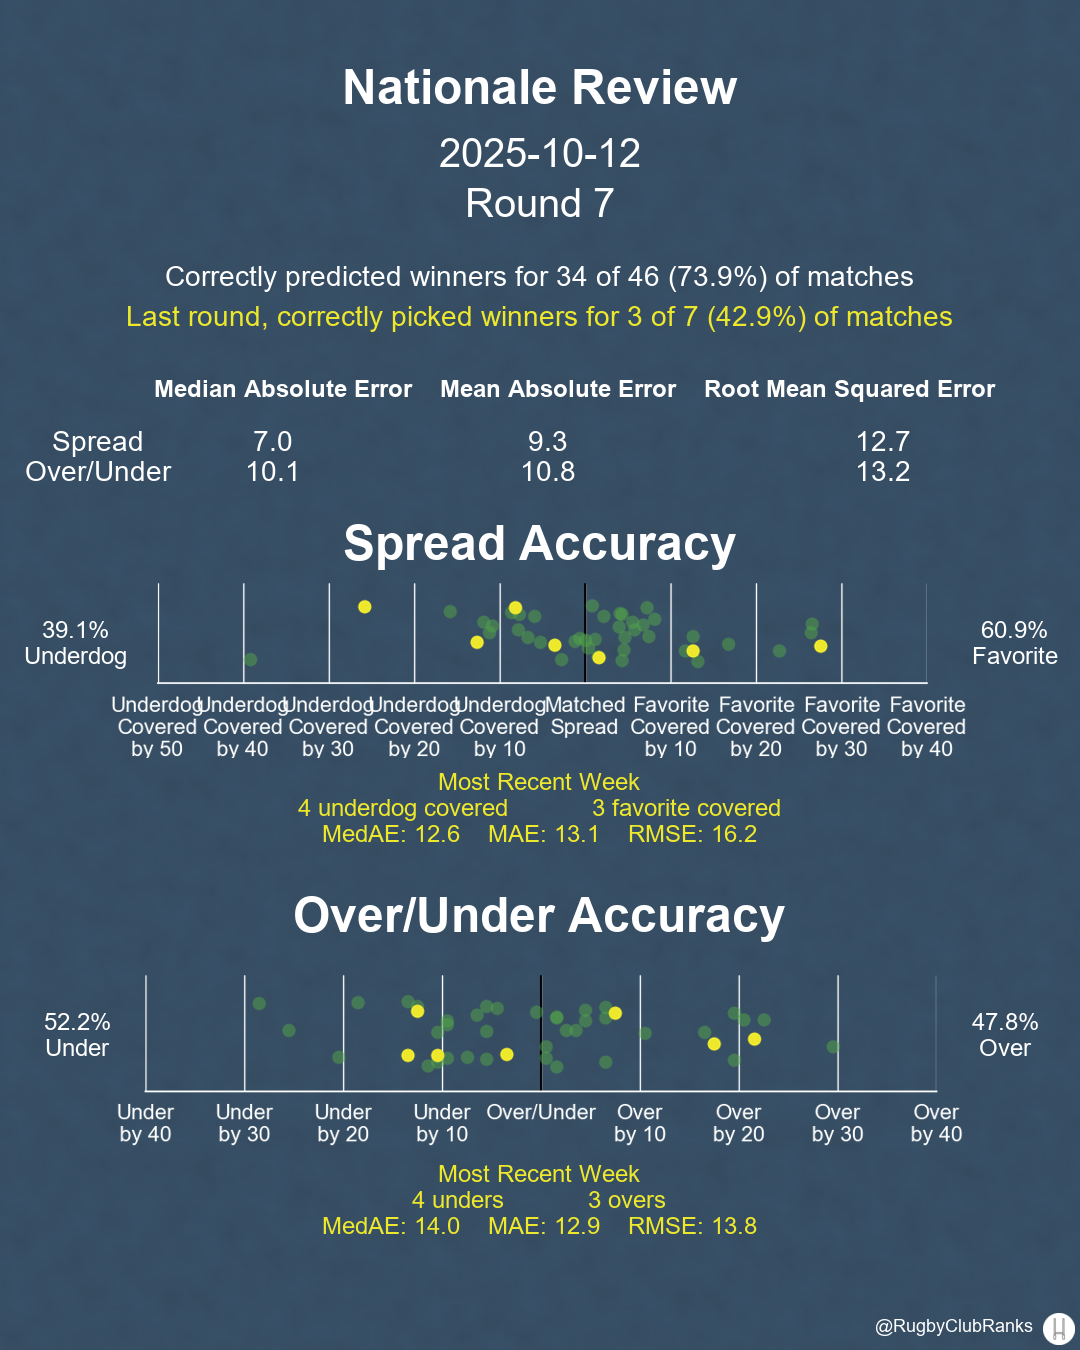 Nationale Review
2025-10-12
Round 7
Correctly predicted winners for 34 of 46 (73.9%) of matches
Last round, correctly picked winners for 3 of 7 (42.9%) of matches
Median Absolute Error Mean Absolute Error Root Mean Squared Error
Spread 7.0 9.3 12.7
Over/Under 10.1 10.8 13.2
Spread Accuracy
39.1%
Underdog
60.9%
Favorite
Underdog Underdog Underdog Underdog Underdog Matched Favorite Favorite Favorite Favorite
Covered Covered Covered Covered Covered Spread Covered Covered Covered Covered
by 50 by 40 by 30 by 20 by 10 by 10 by 20 by 30 by 40
Most Recent Week
4 underdog covered 3 favorite covered
MedAE: 12.6 MAE: 13.1 RMSE: 16.2
Over/Under Accuracy
52.2%
Under
47.8%
Over
Under Under Under Under Over/Under Over Over Over Over
by 40 by 30 by 20 by 10 by 10 by 20 by 30 by 40
Most Recent Week
4 unders 3 overs
MedAE: 14.0 MAE: 12.9 RMSE: 13.8
@RugbyClubRanks